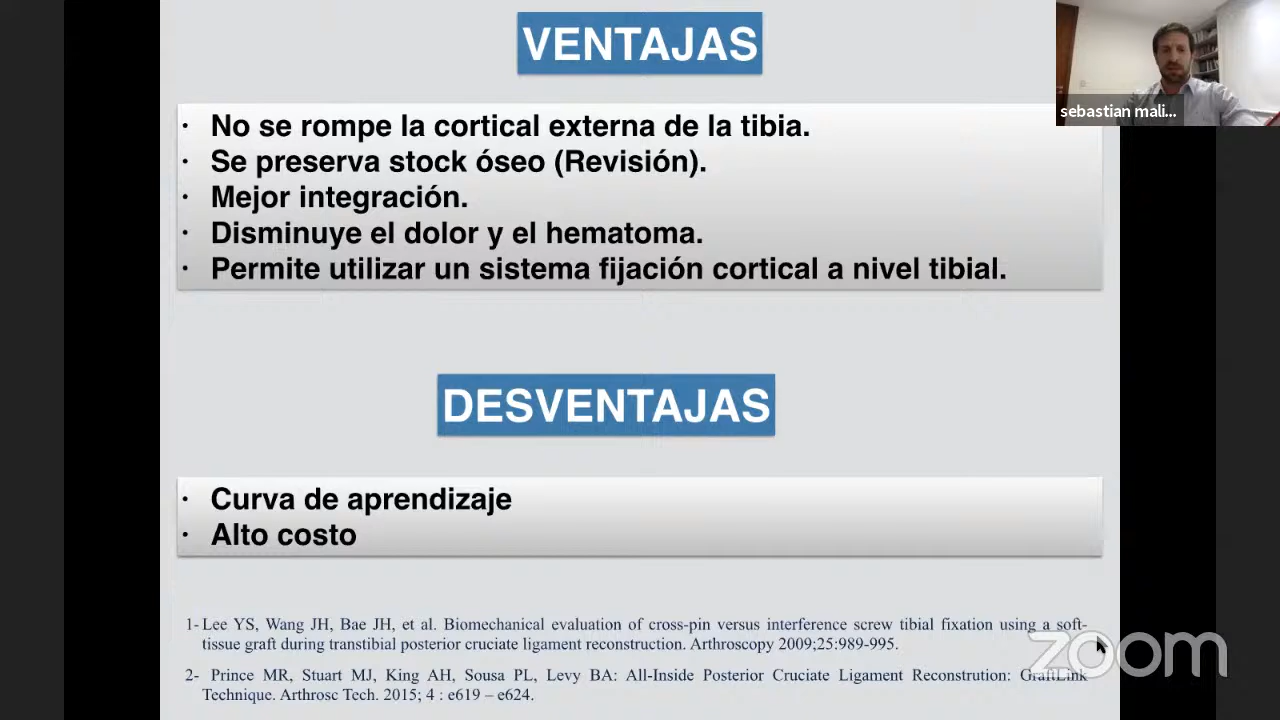 VENTAJAS
sebastian mali...
· No se rompe la cortical externa de la tibia.
· Se preserva stock óseo (Revisión).
· Mejor integración.
· Disminuye el dolor y el hematoma.
· Permite utilizar un sistema fijación cortical a nivel tibial.
DESVENTAJAS
· Curva de aprendizaje
· Alto costo
1- Lee YS, Wang JH, Bae JH, et al. Biomechanical evaluation of cross-pin versus interference screw tibial fixation using a soft-
tissue graft during transtibial posterior cruciate ligament reconstruction. Arthroscopy 2009;25:989-995.
2- Prince MR, Stuart MJ, King AH, Sousa PL, Levy BA: All-Inside Posterior Cruciate Ligament Reconstrution: GraftLink
Technique. Arthrosc Tech. 2015; 4 : e619 – e624.
zoom